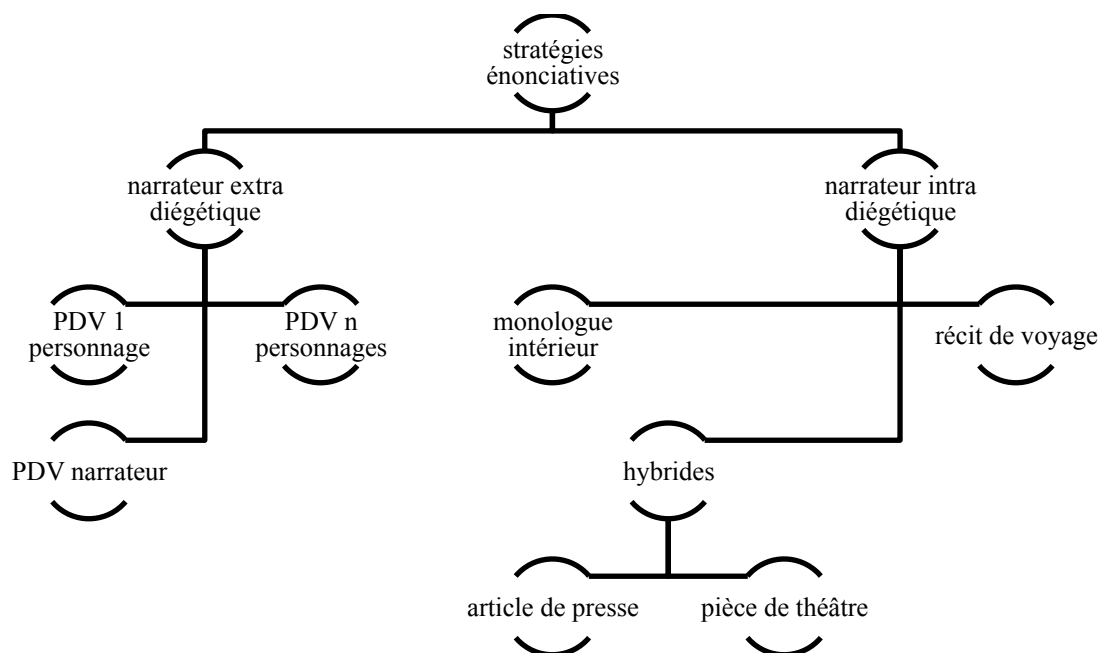 stratégies
énonciatives
narrateur extra
diégétique
narrateur intra
diégétique
PDV 1
personnage
PDV n
personnages
monologue
intérieur
récit de voyage
PDV narrateur
hybrides
article de presse
pièce de théâtre